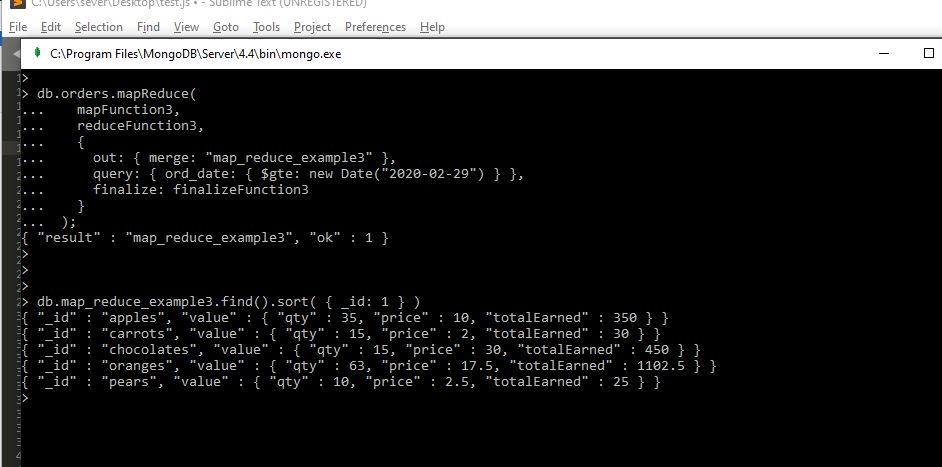 C:\Users\sever\Desktop\test.js • - Sublime Text (UNREGISTERED)
File Edit Selection Find View Goto Tools Project Preferences Help
C:\Program Files\MongoDB\Server\4.4\bin\mongo.exe
>
> db.orders.mapReduce(
...    mapFunction3,
...    reduceFunction3,
...    {
...      out: { merge: "map_reduce_example3" },
...      query: { ord_date: { $gte: new Date("2020-02-29") } },
...      finalize: finalizeFunction3
...    }
...  );
{ "result" : "map_reduce_example3", "ok" : 1 }
>
>
>
> db.map_reduce_example3.find().sort( { _id: 1 } )
{ "_id" : "apples", "value" : { "qty" : 35, "price" : 10, "totalEarned" : 350 } }
{ "_id" : "carrots", "value" : { "qty" : 15, "price" : 2, "totalEarned" : 30 } }
{ "_id" : "chocolates", "value" : { "qty" : 15, "price" : 30, "totalEarned" : 450 } }
{ "_id" : "oranges", "value" : { "qty" : 63, "price" : 17.5, "totalEarned" : 1102.5 } }
{ "_id" : "pears", "value" : { "qty" : 10, "price" : 2.5, "totalEarned" : 25 } }
>